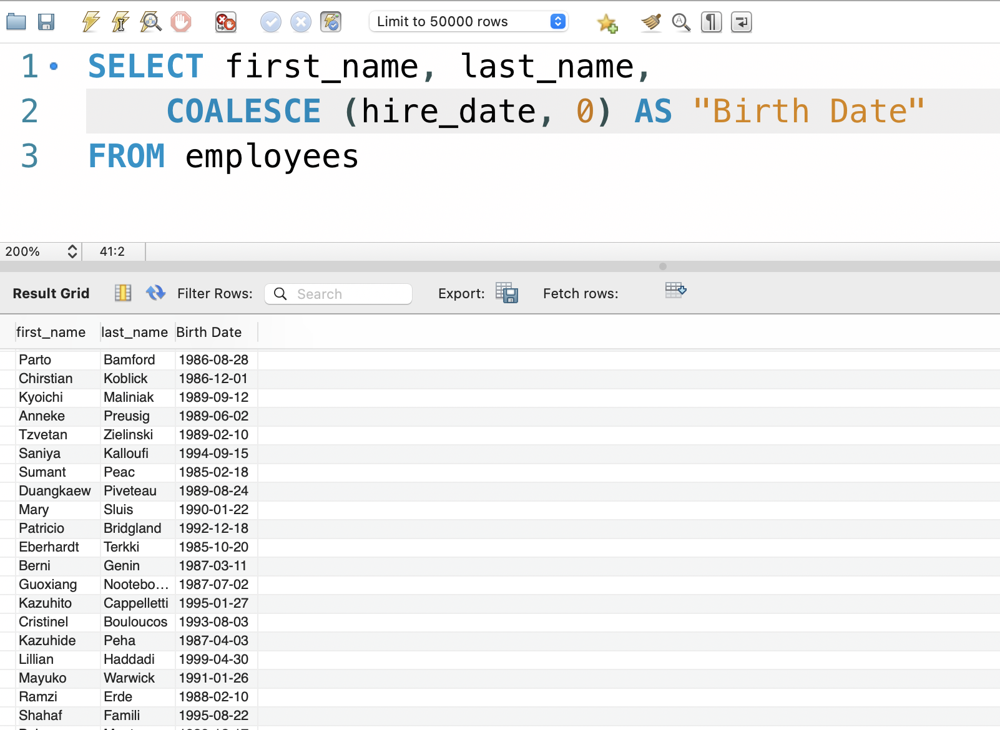 Limit to 50000 rows
1 SELECT first_name, last_name,
2 COALESCE (hire_date, 0) AS "Birth Date"
3 FROM employees
200% 41:2
Result Grid Filter Rows: Search Export: Fetch rows:
first_name last_name Birth Date
Parto Bamford 1986-08-28
Chirstian Koblick 1986-12-01
Kyoichi Maliniak 1989-09-12
Anneke Preusig 1989-06-02
Tzvetan Zielinski 1989-02-10
Saniya Kalloufi 1994-09-15
Sumant Peac 1985-02-18
Duangkaew Piveteau 1989-08-24
Mary Sluis 1990-01-22
Patricio Bridgland 1992-12-18
Eberhardt Terkki 1985-10-20
Berni Genin 1987-03-11
Guoxiang Nootebo... 1987-07-02
Kazuhito Cappelletti 1995-01-27
Cristinel Bouloucos 1993-08-03
Kazuhide Peha 1987-04-03
Lillian Haddadi 1999-04-30
Mayuko Warwick 1991-01-26
Ramzi Erde 1988-02-10
Shahaf Famili 1995-08-22